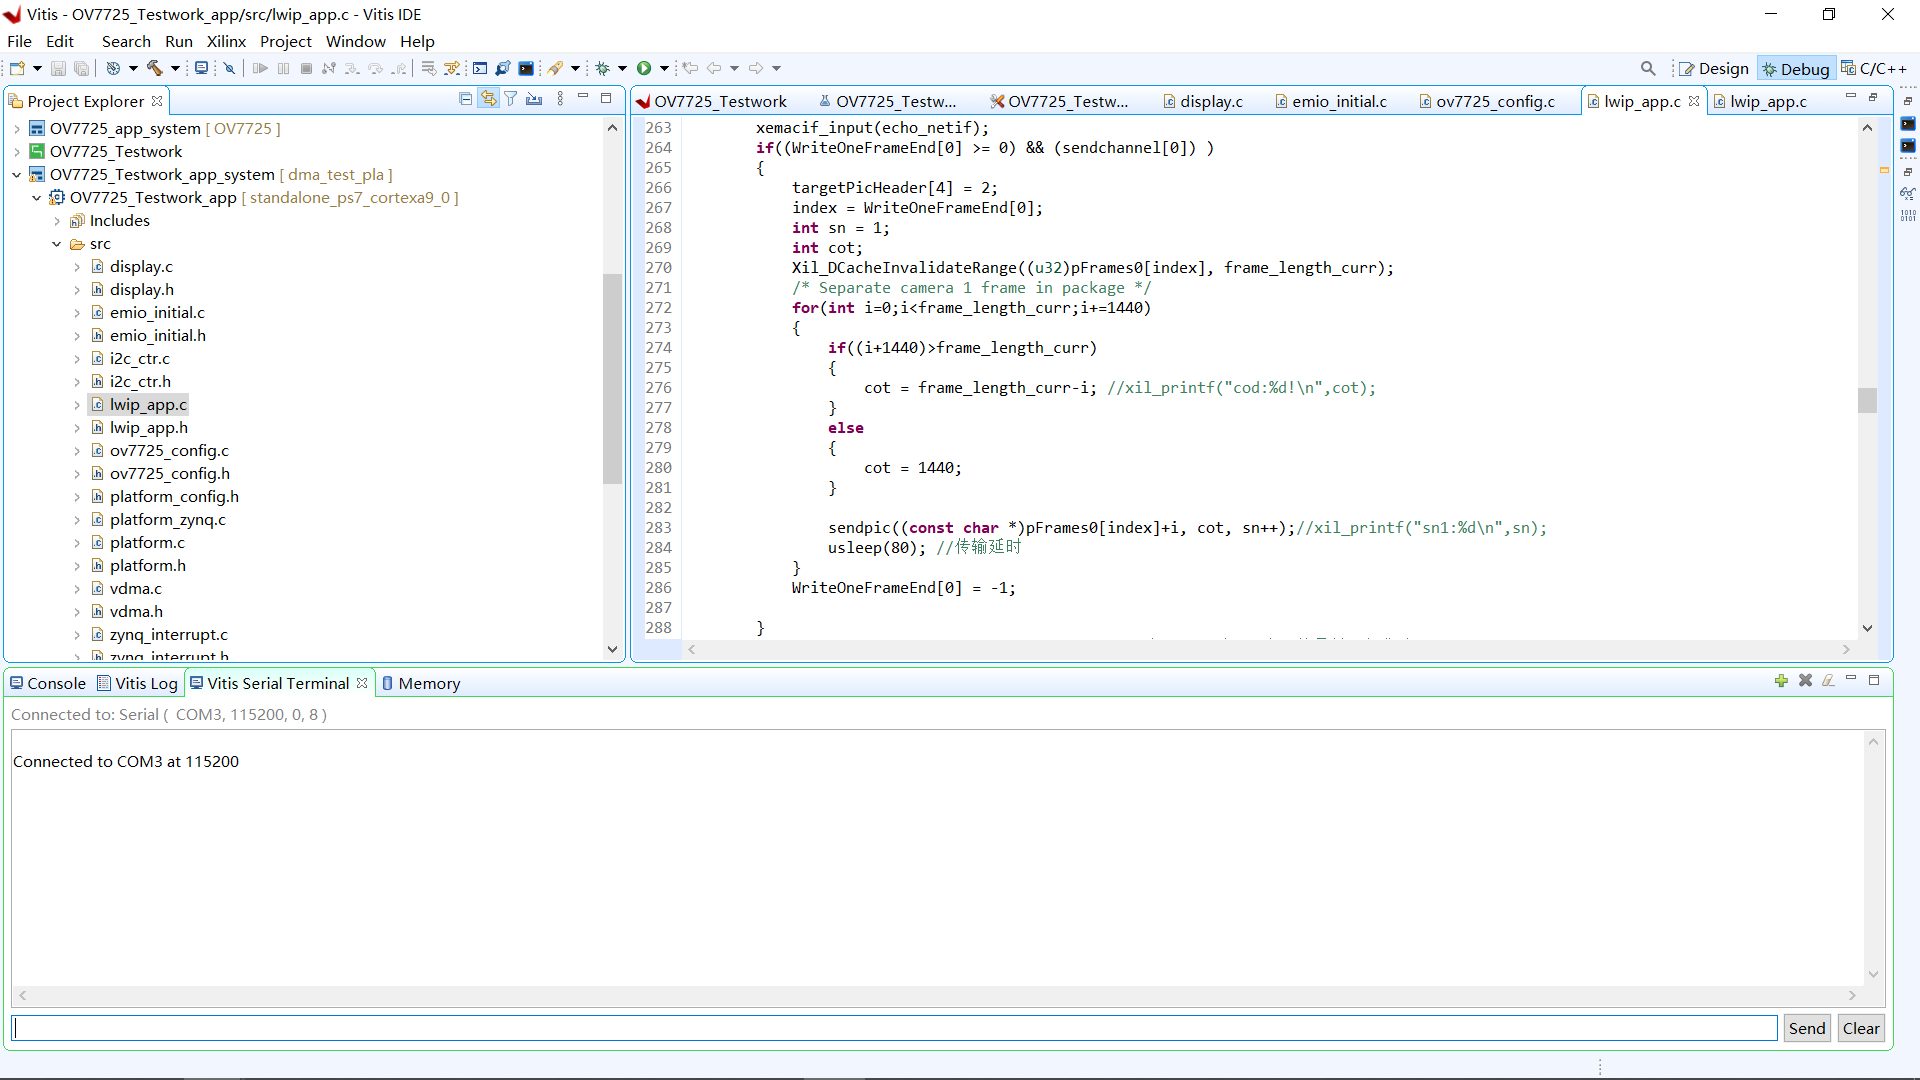 Vitis - OV7725_Testwork_app/src/lwip_app.c - Vitis IDE
File Edit Search Run Xilinx Project Window Help
Design Debug C/C++
Project Explorer
OV7725_app_system [ OV7725 ]
OV7725_Testwork
OV7725_Testwork_app_system [ dma_test_pla ]
OV7725_Testwork_app [ standalone_ps7_cortexa9_0 ]
Includes
src
display.c
display.h
emio_initial.c
emio_initial.h
i2c_ctr.c
i2c_ctr.h
lwip_app.c
lwip_app.h
ov7725_config.c
ov7725_config.h
platform_config.h
platform_zynq.c
platform.c
platform.h
vdma.c
vdma.h
zynq_interrupt.c
zynq_interrupt.h
OV7725_Testwork OV7725_Testw... OV7725_Testw... display.c emio_initial.c ov7725_config.c lwip_app.c lwip_app.c
263 xemacif_input(echo_netif);
264 if((WriteOneFrameEnd[0] >= 0) && (sendchannel[0]) )
265 {
266 targetPicHeader[4] = 2;
267 index = WriteOneFrameEnd[0];
268 int sn = 1;
269 int cot;
270 Xil_DCacheInvalidateRange((u32)pFrames0[index], frame_length_curr);
271 /* Separate camera 1 frame in package */
272 for(int i=0;i<frame_length_curr;i+=1440)
273 {
274 if((i+1440)>frame_length_curr)
275 {
276 cot = frame_length_curr-i; //xil_printf("cod:%d!\n",cot);
277 }
278 else
279 {
280 cot = 1440;
281 }
282
283 sendpic((const char *)pFrames0[index]+i, cot, sn++);//xil_printf("sn1:%d\n",sn);
284 usleep(80); //传输延时
285 }
286 WriteOneFrameEnd[0] = -1;
287
288 }
Console Vitis Log Vitis Serial Terminal Memory
Connected to: Serial ( COM3, 115200, 0, 8 )
Connected to COM3 at 115200
Send Clear